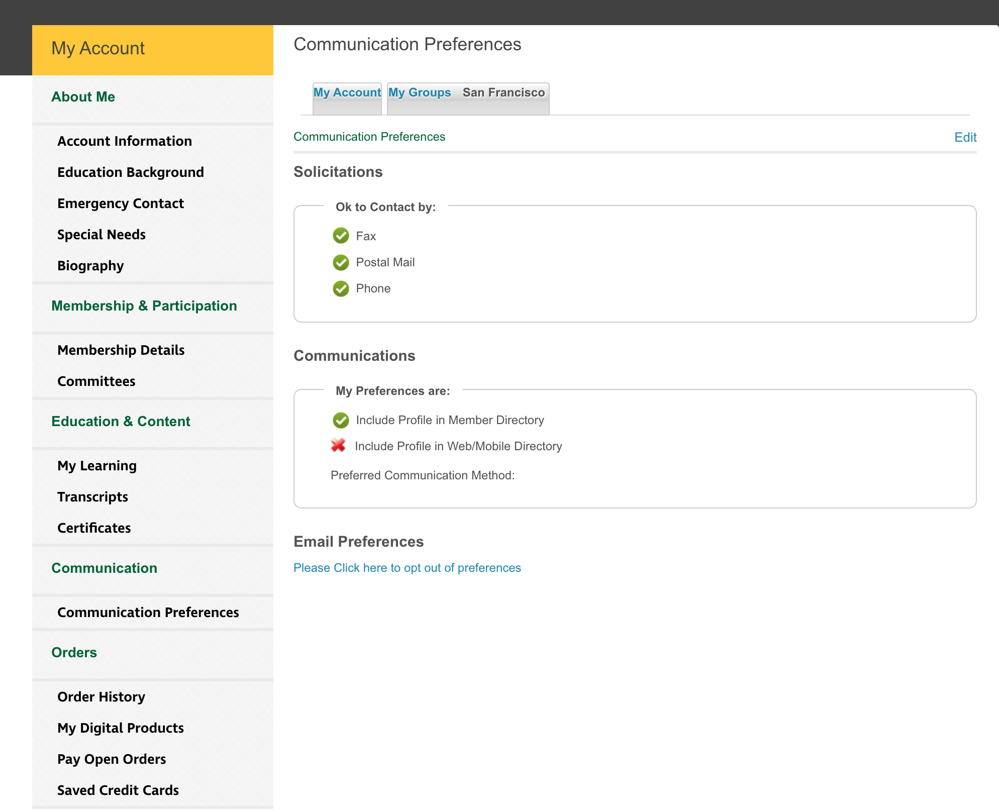 My Account
About Me
Account Information
Education Background
Emergency Contact
Special Needs
Biography
Membership & Participation
Membership Details
Committees
Education & Content
My Learning
Transcripts
Certificates
Communication
Communication Preferences
Orders
Order History
My Digital Products
Pay Open Orders
Saved Credit Cards
Communication Preferences
My Account My Groups San Francisco
Communication Preferences Edit
Solicitations
Ok to Contact by:
Fax
Postal Mail
Phone
Communications
My Preferences are:
Include Profile in Member Directory
Include Profile in Web/Mobile Directory
Preferred Communication Method:
Email Preferences
Please Click here to opt out of preferences